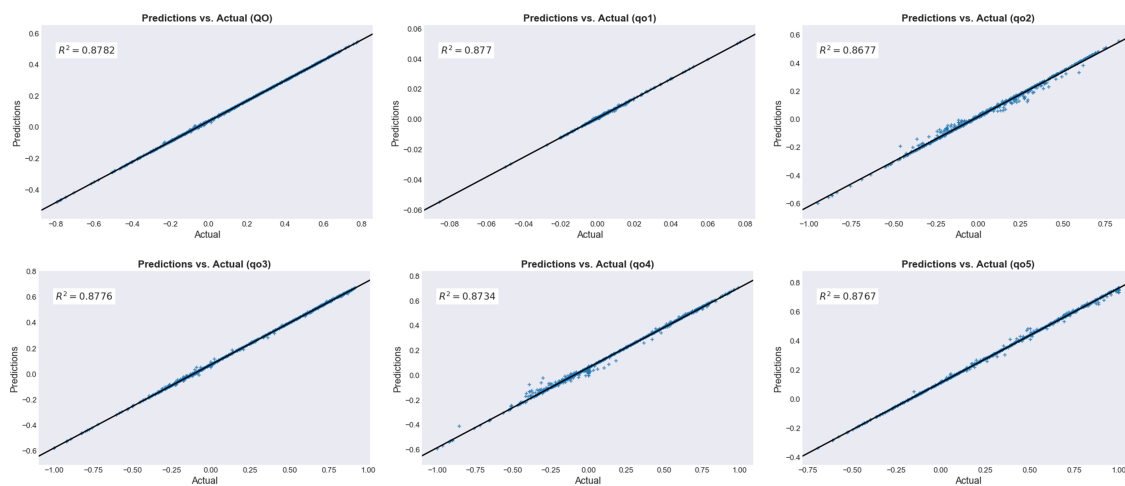 Predictions vs. Actual (QO)
R² = 0.8782
Predictions
0.6
0.4
0.2
0.0
−0.2
−0.4
−0.8 −0.6 −0.4 −0.2 0.0 0.2 0.4 0.6 0.8
Actual
Predictions vs. Actual (qo1)
R² = 0.877
Predictions
0.06
0.04
0.02
0.00
−0.02
−0.04
−0.06
−0.08 −0.06 −0.04 −0.02 0.00 0.02 0.04 0.06 0.08
Actual
Predictions vs. Actual (qo2)
R² = 0.8677
Predictions
0.6
0.4
0.2
0.0
−0.2
−0.4
−0.6
−1.00 −0.75 −0.50 −0.25 0.00 0.25 0.50 0.75
Actual
Predictions vs. Actual (qo3)
R² = 0.8776
Predictions
0.8
0.6
0.4
0.2
0.0
−0.2
−0.4
−0.6
−1.00 −0.75 −0.50 −0.25 0.00 0.25 0.50 0.75 1.00
Actual
Predictions vs. Actual (qo4)
R² = 0.8734
Predictions
0.8
0.6
0.4
0.2
0.0
−0.2
−0.4
−0.6
−1.00 −0.75 −0.50 −0.25 0.00 0.25 0.50 0.75 1.00
Actual
Predictions vs. Actual (qo5)
R² = 0.8767
Predictions
0.8
0.6
0.4
0.2
0.0
−0.2
−0.4
−0.75 −0.50 −0.25 0.00 0.25 0.50 0.75 1.00
Actual